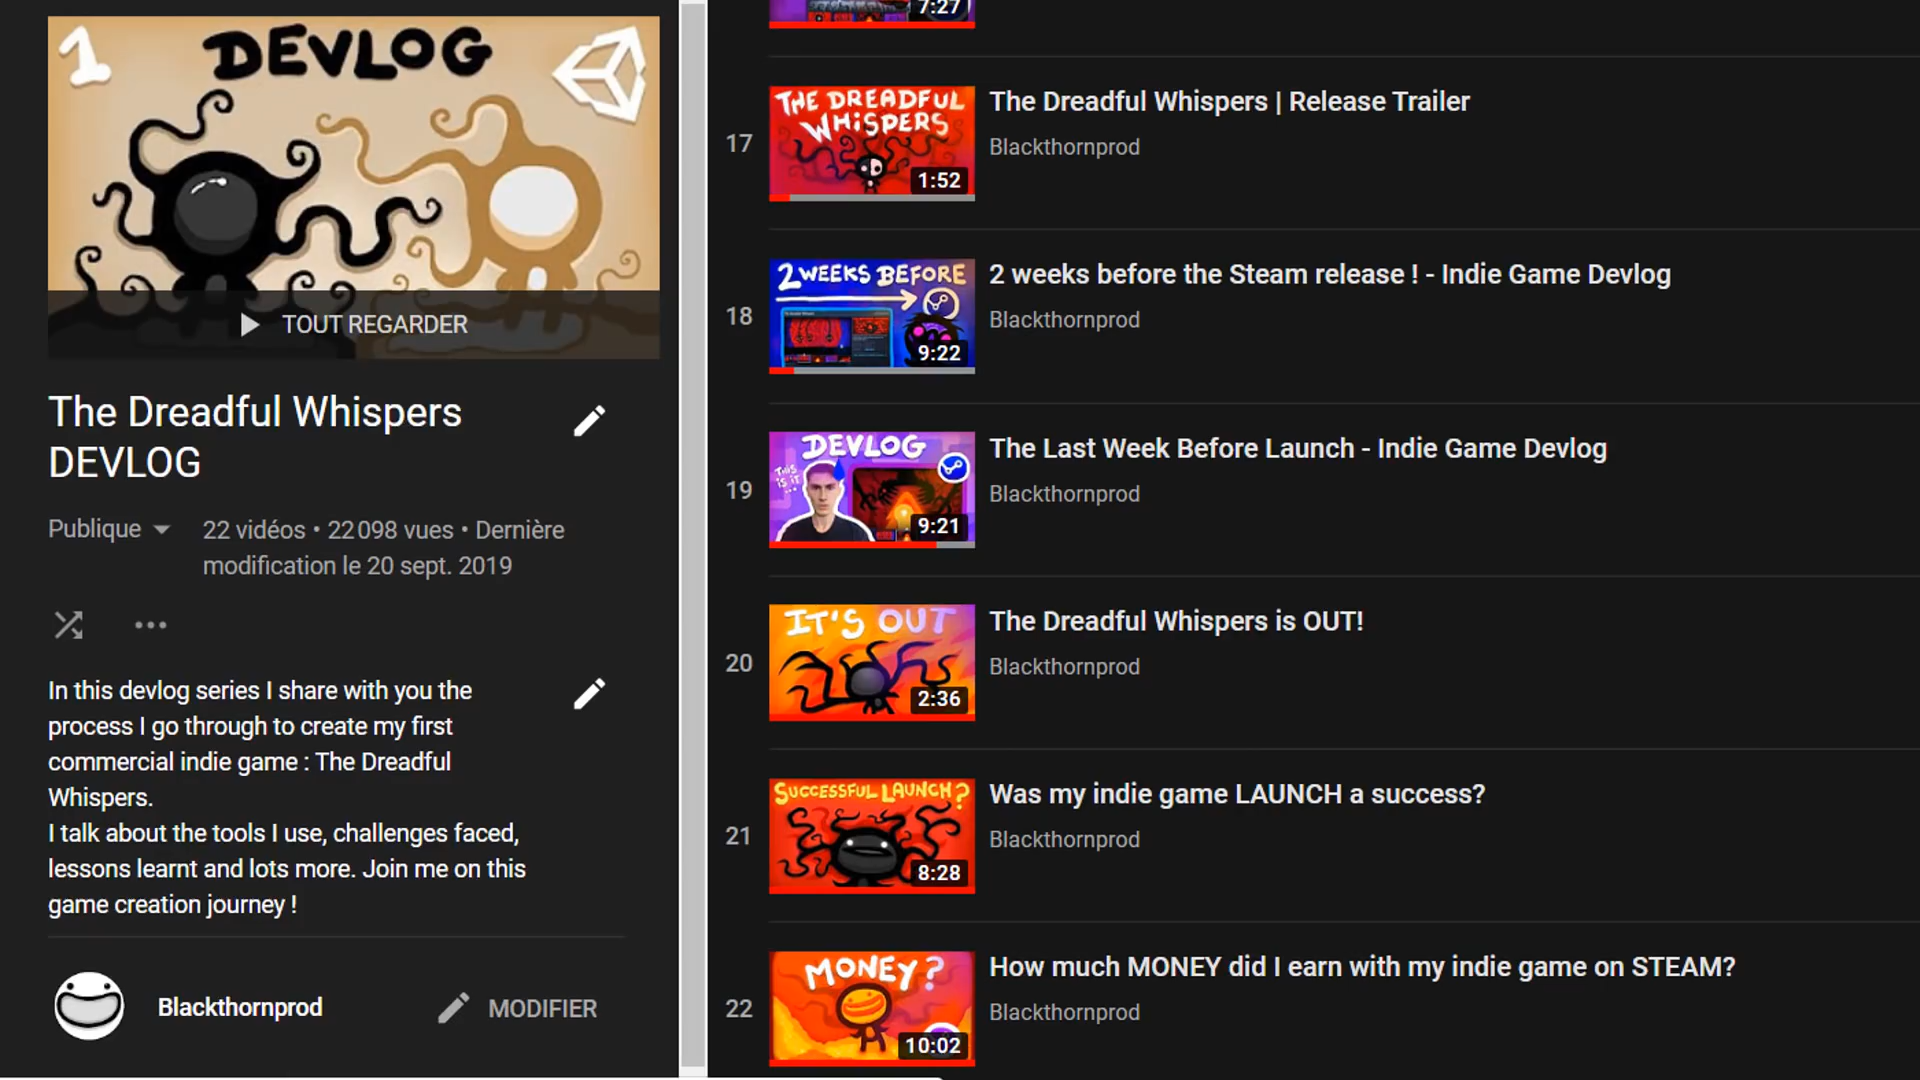 1
DEVLOG
TOUT REGARDER
The Dreadful Whispers
DEVLOG
Publique
22 vidéos • 22 098 vues • Dernière
modification le 20 sept. 2019
In this devlog series I share with you the
process I go through to create my first
commercial indie game : The Dreadful
Whispers.
I talk about the tools I use, challenges faced,
lessons learnt and lots more. Join me on this
game creation journey !
Blackthornprod
MODIFIER
7:27
17
THE DREADFUL
WHISPERS
1:52
The Dreadful Whispers | Release Trailer
Blackthornprod
18
2 WEEKS BEFORE
9:22
2 weeks before the Steam release ! - Indie Game Devlog
Blackthornprod
19
DEVLOG
THIS
IS IT
...
9:21
The Last Week Before Launch - Indie Game Devlog
Blackthornprod
20
IT'S OUT
2:36
The Dreadful Whispers is OUT!
Blackthornprod
21
SUCCESSFUL LAUNCH?
8:28
Was my indie game LAUNCH a success?
Blackthornprod
22
MONEY?
10:02
How much MONEY did I earn with my indie game on STEAM?
Blackthornprod